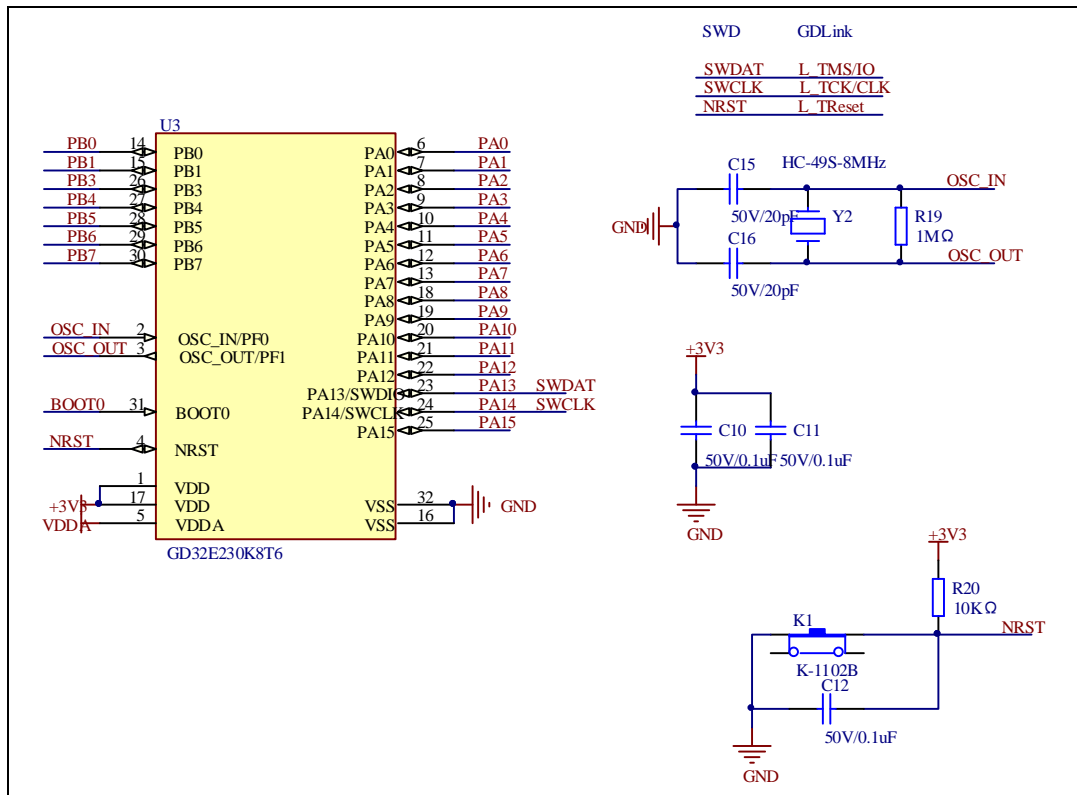 SWD GDLink
SWDAT L_TMS/IO
SWCLK L_TCK/CLK
NRST L_TReset
U3
PB0 14 PB0 PA0 6 PA0
PB1 15 PB1 PA1 7 PA1
PB3 26 PB3 PA2 8 PA2
PB4 27 PB4 PA3 9 PA3
PB5 28 PB5 PA4 10 PA4
PB6 29 PB6 PA5 11 PA5
PB7 30 PB7 PA6 12 PA6
PA7 13 PA7
PA8 18 PA8
PA9 19 PA9
OSC_IN 2 OSC_IN/PF0 PA10 20 PA10
OSC_OUT 3 OSC_OUT/PF1 PA11 21 PA11
PA12 22 PA12
PA13/SWDIO 23 PA13 SWDAT
BOOT0 31 BOOT0 PA14/SWCLK 24 PA14 SWCLK
PA15 25 PA15
NRST 4 NRST
1 VDD
+3V3 17 VDD VSS 32 GND
VDDA 5 VDDA VSS 16
GD32E230K8T6
C15 HC-49S-8MHz
OSC_IN
50V/20pF Y2 R19
GND
C16 1MΩ
OSC_OUT
50V/20pF
+3V3
C10 C11
50V/0.1uF 50V/0.1uF
GND
+3V3
R20
10KΩ
K1
NRST
K-1102B
C12
50V/0.1uF
GND